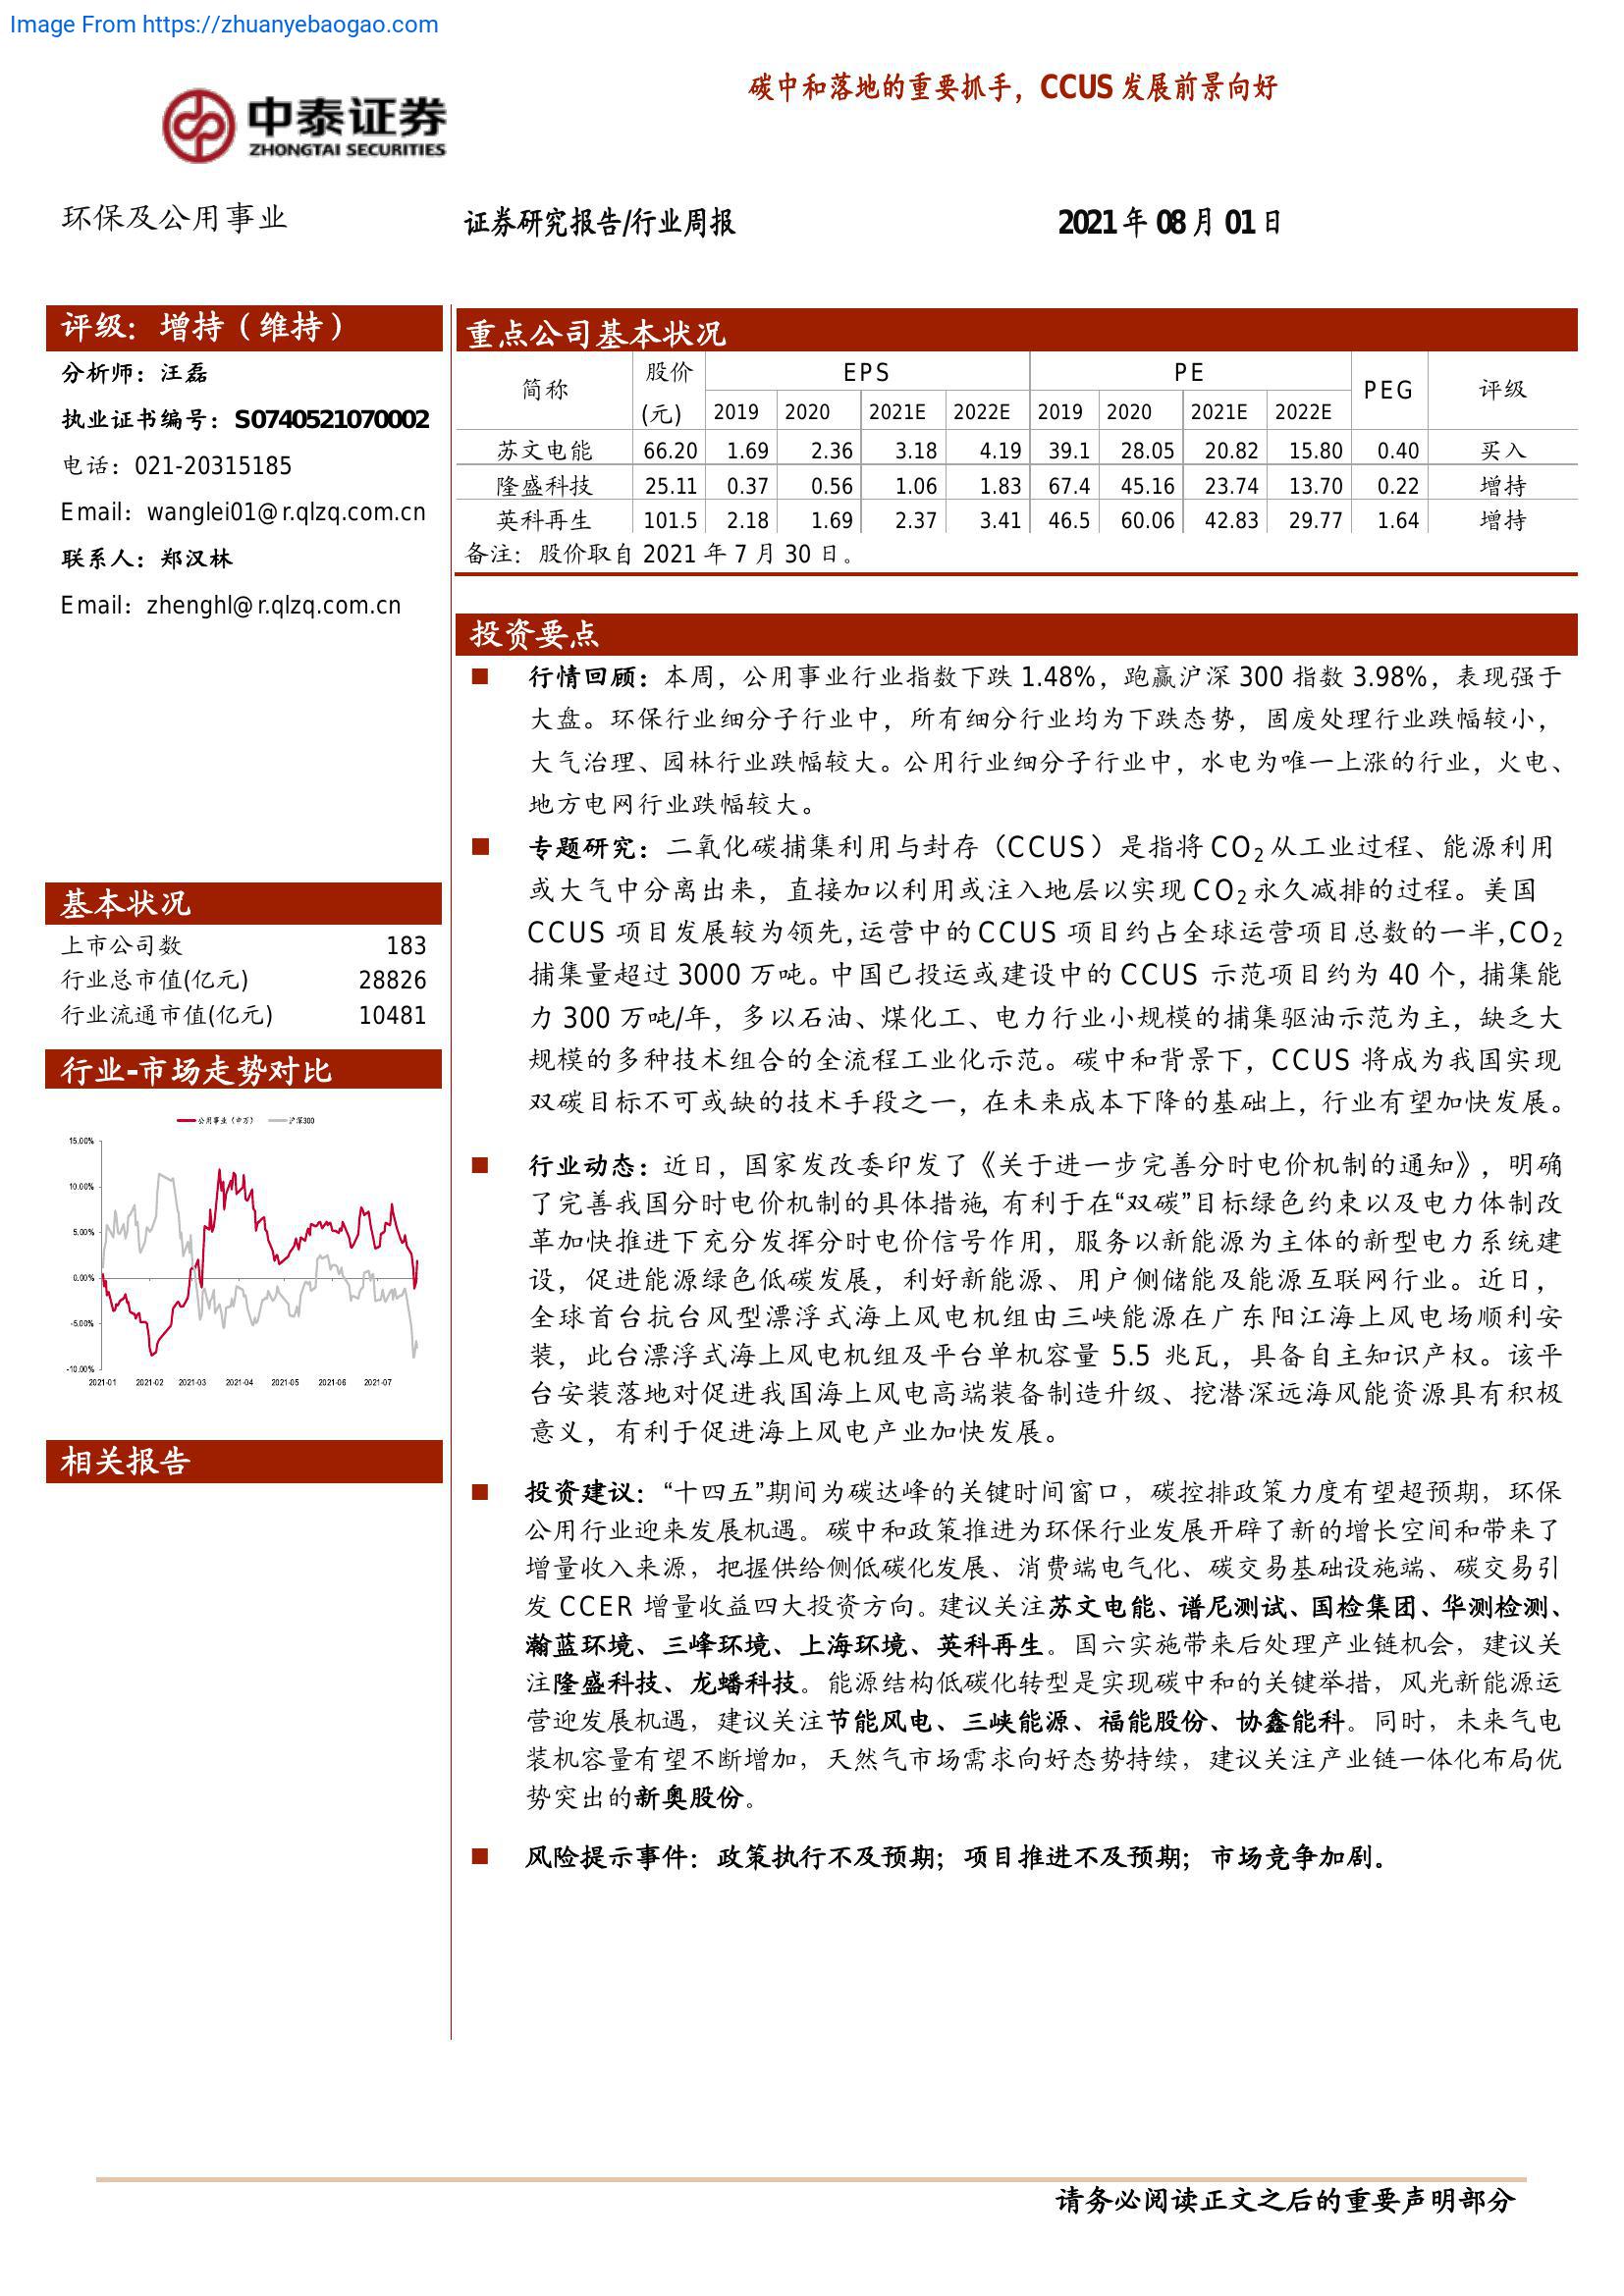 Image From https://zhuanyebaogao.com
碳中和落地的重要抓手，CCUS 发展前景向好
中泰证券
ZHONGTAI SECURITIES
环保及公用事业
证券研究报告/行业周报
2021 年 08 月 01 日
评级：增持（维持）
分析师：汪磊
执业证书编号：S0740521070002
电话：021-20315185
Email：wanglei01@r.qlzq.com.cn
联系人：郑汉林
Email：zhenghl@r.qlzq.com.cn
基本状况
上市公司数 183
行业总市值(亿元) 28826
行业流通市值(亿元) 10481
行业-市场走势对比
公用事业（申万） 沪深300
15.00%
10.00%
5.00%
0.00%
-5.00%
-10.00%
2021-01 2021-02 2021-03 2021-04 2021-05 2021-06 2021-07
相关报告
重点公司基本状况
简称 股价(元) EPS PE PEG 评级
2019 2020 2021E 2022E 2019 2020 2021E 2022E
苏文电能 66.20 1.69 2.36 3.18 4.19 39.1 28.05 20.82 15.80 0.40 买入
隆盛科技 25.11 0.37 0.56 1.06 1.83 67.4 45.16 23.74 13.70 0.22 增持
英科再生 101.5 2.18 1.69 2.37 3.41 46.5 60.06 42.83 29.77 1.64 增持
备注：股价取自 2021 年 7 月 30 日。
投资要点
行情回顾：本周，公用事业行业指数下跌 1.48%，跑赢沪深 300 指数 3.98%，表现强于
大盘。环保行业细分子行业中，所有细分行业均为下跌态势，固废处理行业跌幅较小，
大气治理、园林行业跌幅较大。公用行业细分子行业中，水电为唯一上涨的行业，火电、
地方电网行业跌幅较大。
专题研究：二氧化碳捕集利用与封存（CCUS）是指将 CO₂从工业过程、能源利用
或大气中分离出来，直接加以利用或注入地层以实现 CO₂永久减排的过程。美国
CCUS 项目发展较为领先,运营中的 CCUS 项目约占全球运营项目总数的一半,CO₂
捕集量超过 3000 万吨。中国已投运或建设中的 CCUS 示范项目约为 40 个，捕集能
力 300 万吨/年，多以石油、煤化工、电力行业小规模的捕集驱油示范为主，缺乏大
规模的多种技术组合的全流程工业化示范。碳中和背景下，CCUS 将成为我国实现
双碳目标不可或缺的技术手段之一，在未来成本下降的基础上，行业有望加快发展。
行业动态：近日，国家发改委印发了《关于进一步完善分时电价机制的通知》，明确
了完善我国分时电价机制的具体措施，有利于在“双碳”目标绿色约束以及电力体制改
革加快推进下充分发挥分时电价信号作用，服务以新能源为主体的新型电力系统建
设，促进能源绿色低碳发展，利好新能源、用户侧储能及能源互联网行业。近日，
全球首台抗台风型漂浮式海上风电机组由三峡能源在广东阳江海上风电场顺利安
装，此台漂浮式海上风电机组及平台单机容量 5.5 兆瓦，具备自主知识产权。该平
台安装落地对促进我国海上风电高端装备制造升级、挖潜深远海风能资源具有积极
意义，有利于促进海上风电产业加快发展。
投资建议：“十四五”期间为碳达峰的关键时间窗口，碳控排政策力度有望超预期，环保
公用行业迎来发展机遇。碳中和政策推进为环保行业发展开辟了新的增长空间和带来了
增量收入来源，把握供给侧低碳化发展、消费端电气化、碳交易基础设施端、碳交易引
发 CCER 增量收益四大投资方向。建议关注苏文电能、谱尼测试、国检集团、华测检测、
瀚蓝环境、三峰环境、上海环境、英科再生。国六实施带来后处理产业链机会，建议关
注隆盛科技、龙蟠科技。能源结构低碳化转型是实现碳中和的关键举措，风光新能源运
营迎发展机遇，建议关注节能风电、三峡能源、福能股份、协鑫能科。同时，未来气电
装机容量有望不断增加，天然气市场需求向好态势持续，建议关注产业链一体化布局优
势突出的新奥股份。
风险提示事件：政策执行不及预期；项目推进不及预期；市场竞争加剧。
请务必阅读正文之后的重要声明部分